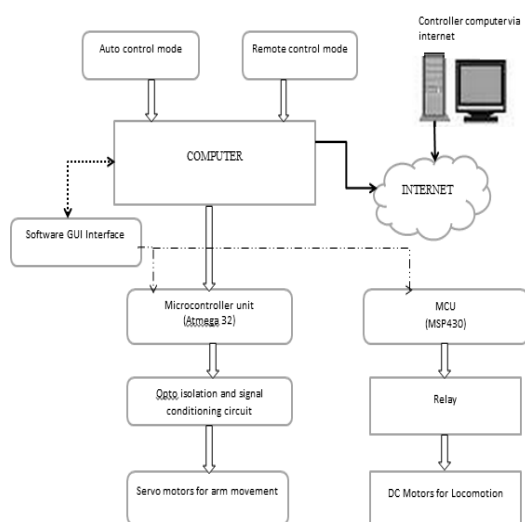 Controller computer via
internet
Auto control mode
Remote control mode
COMPUTER
INTERNET
Software GUI Interface
Microcontroller unit
(Atmega 32)
MCU
(MSP430)
Opto isolation and signal
conditioning circuit
Relay
Servo motors for arm movement
DC Motors for Locomotion